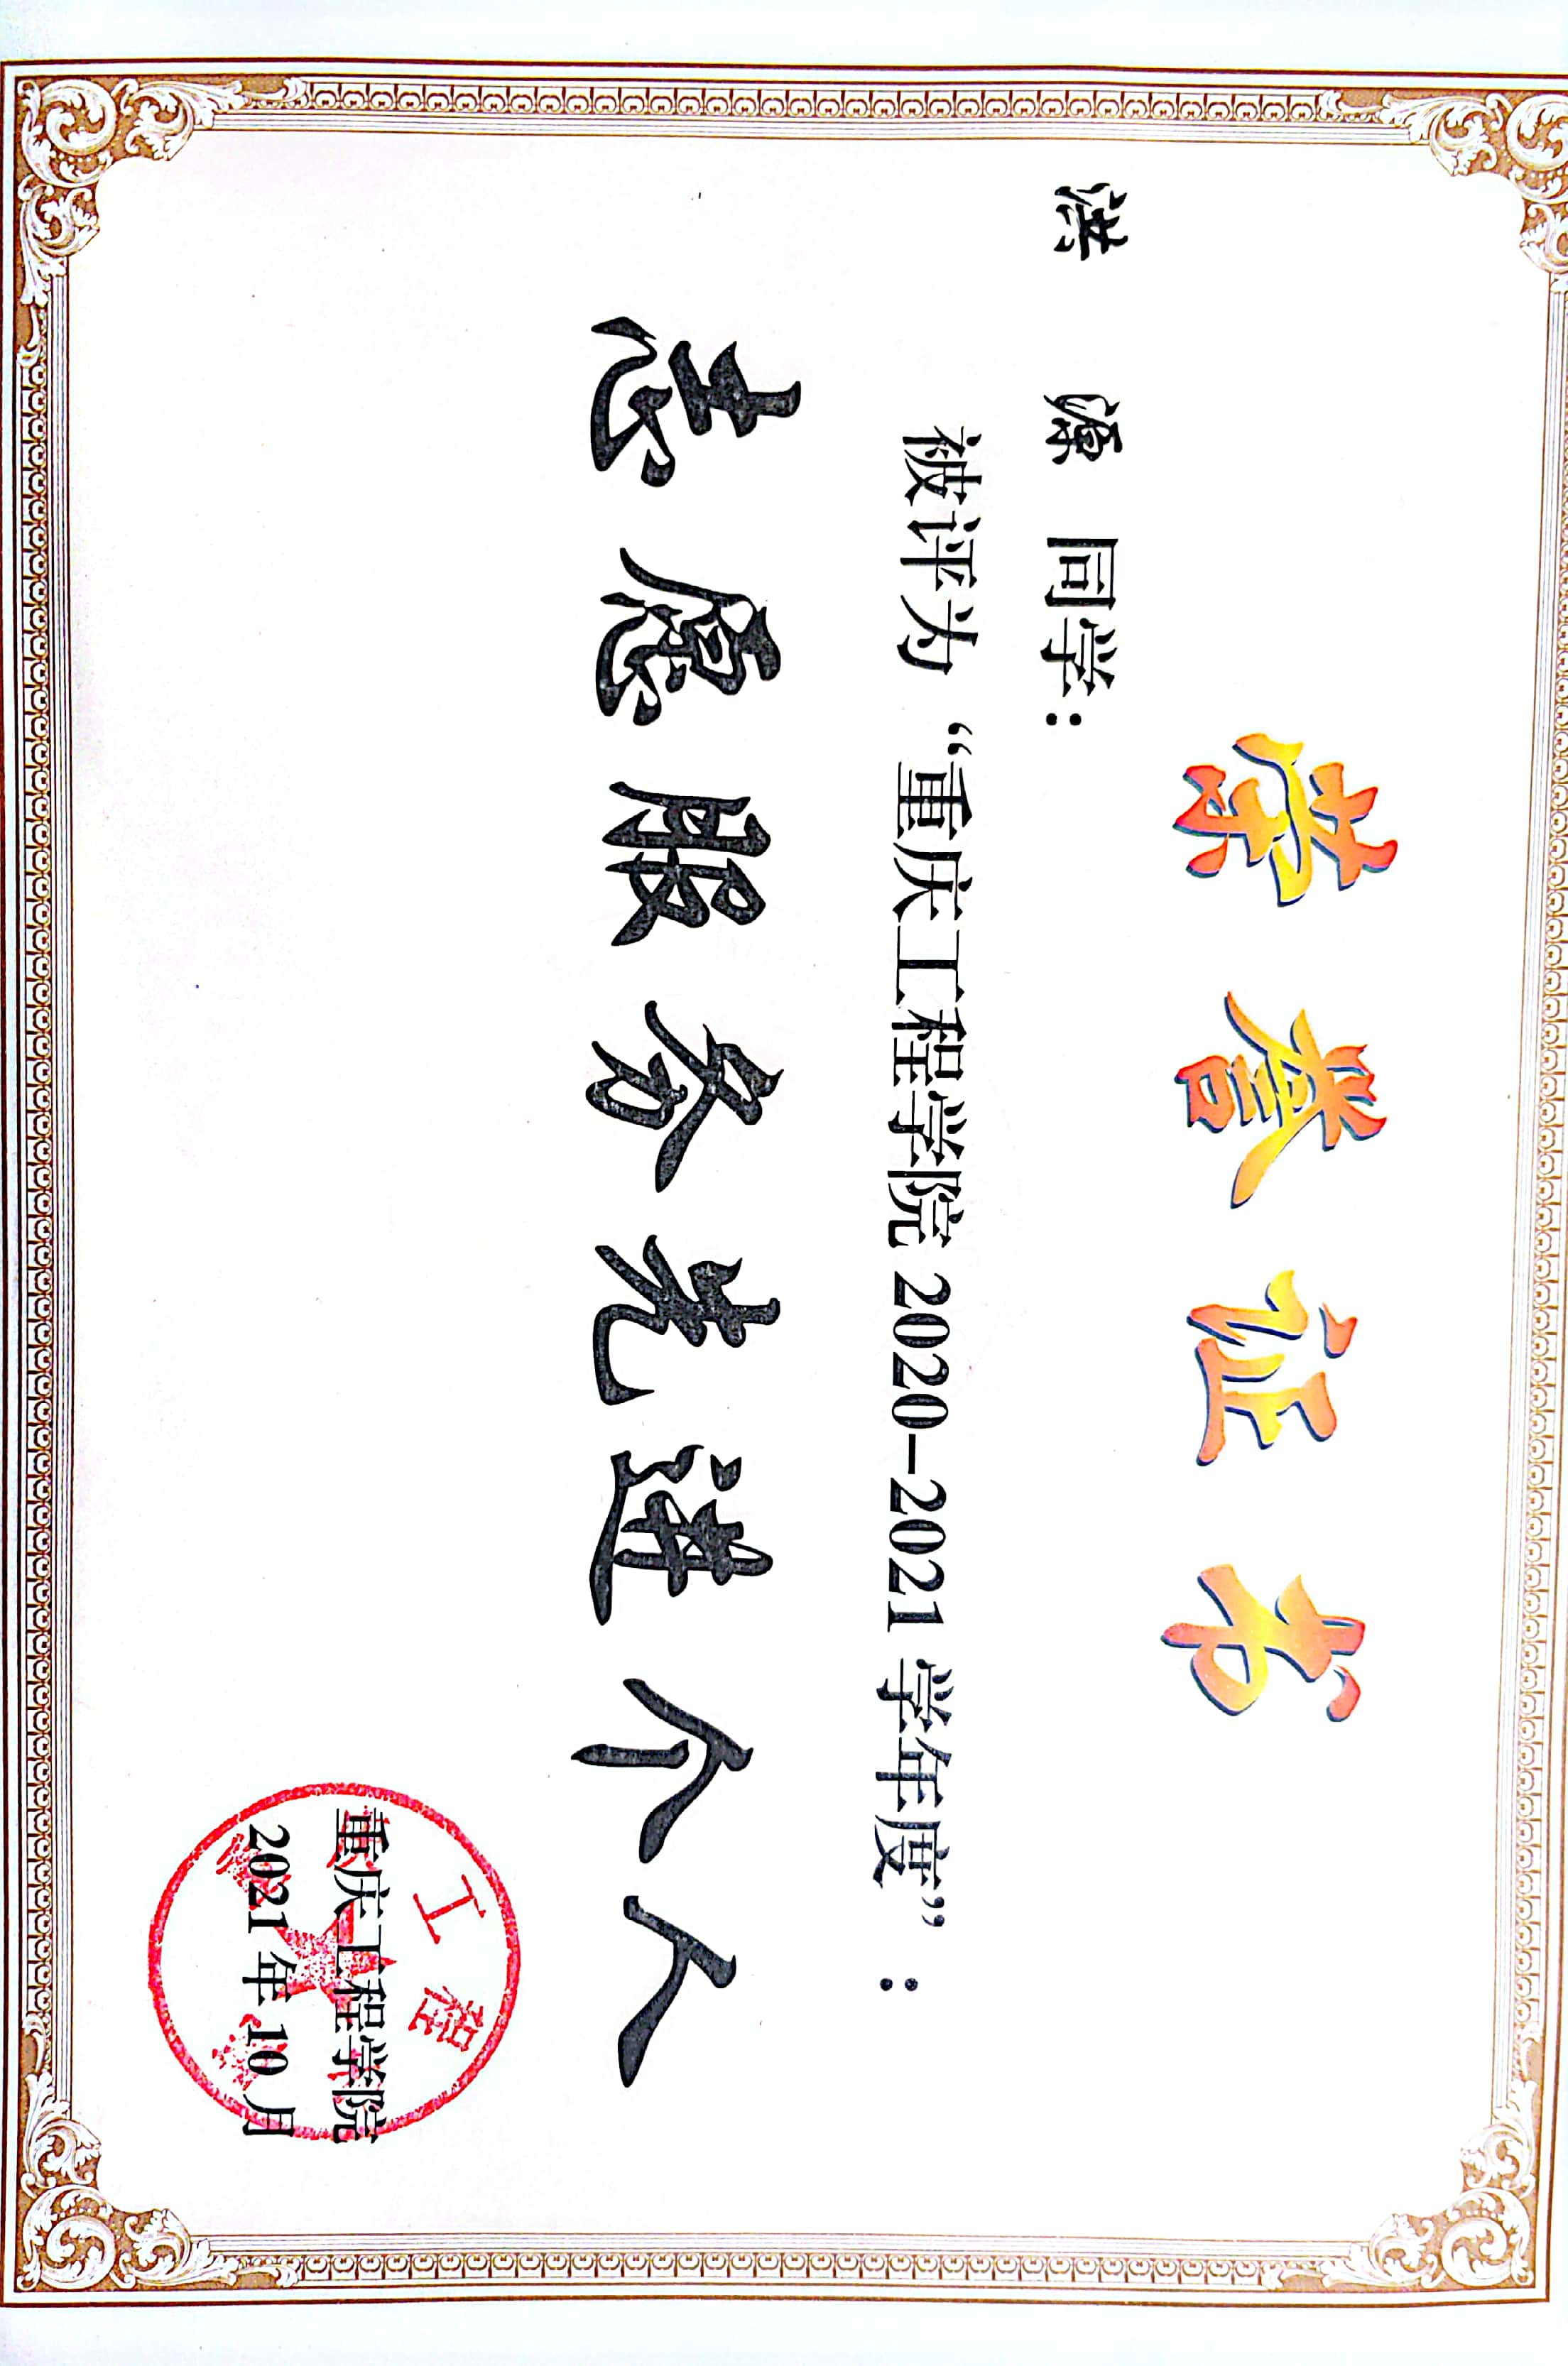 荣誉证书
洪 源 同学：
被评为“重庆工程学院 2020-2021 学年度”：
志愿服务先进个人
工程
重庆工程学院
2021 年 10 月